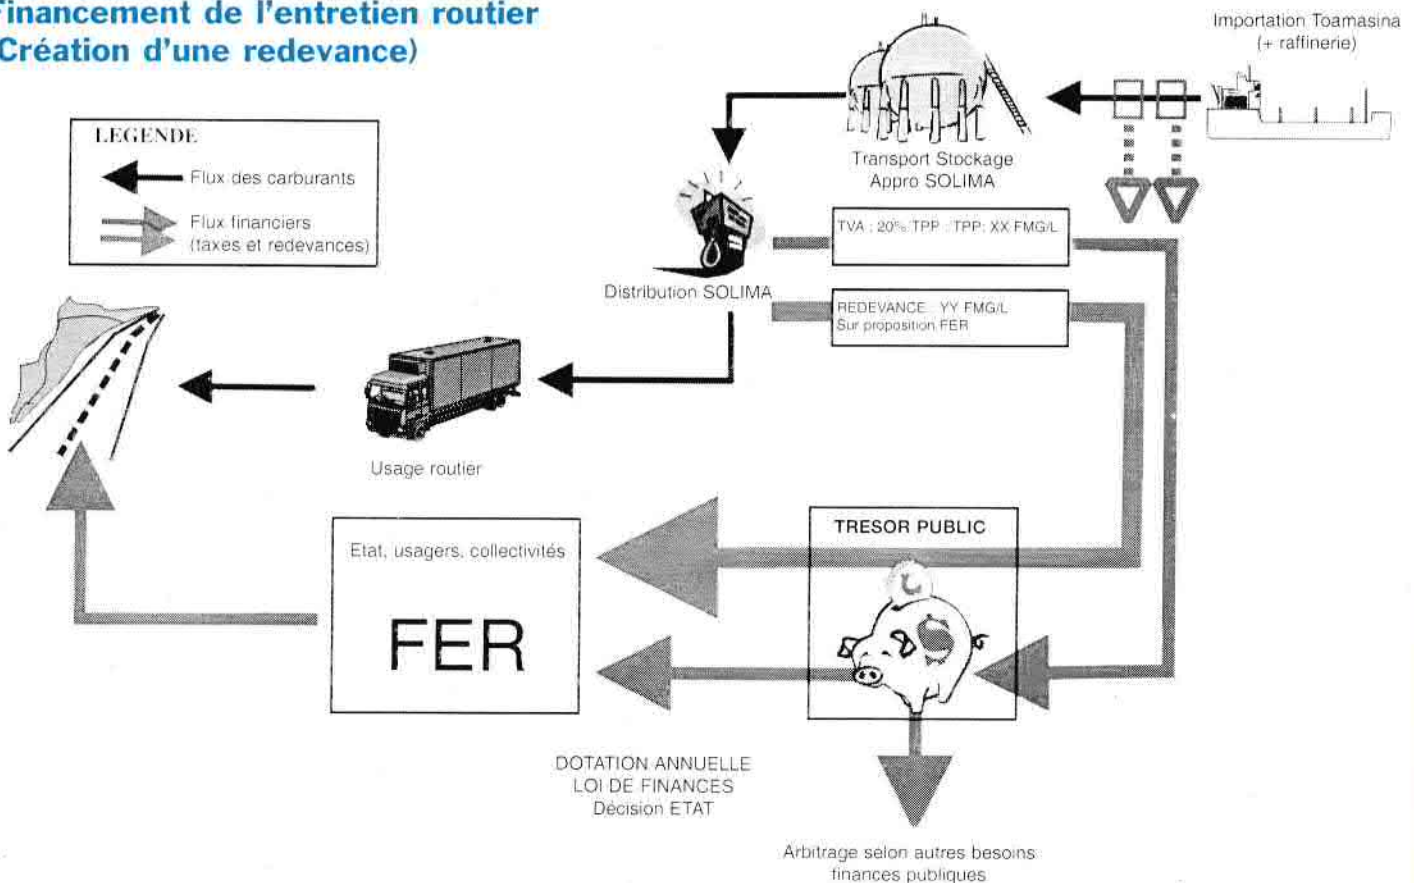 Financement de l'entretien routier
(Création d'une redevance)
Importation Toamasina
(+ raffinerie)
LEGENDE
Flux des carburants
Flux financiers
(taxes et redevances)
Transport Stockage
Appro SOLIMA
TVA : 20% TPP : TPP: XX FMG/L
Distribution SOLIMA
REDEVANCE : YY FMG/L
Sur proposition FER
Usage routier
TRESOR PUBLIC
Etat, usagers, collectivités
FER
DOTATION ANNUELLE
LOI DE FINANCES
Décision ETAT
Arbitrage selon autres besoins
finances publiques